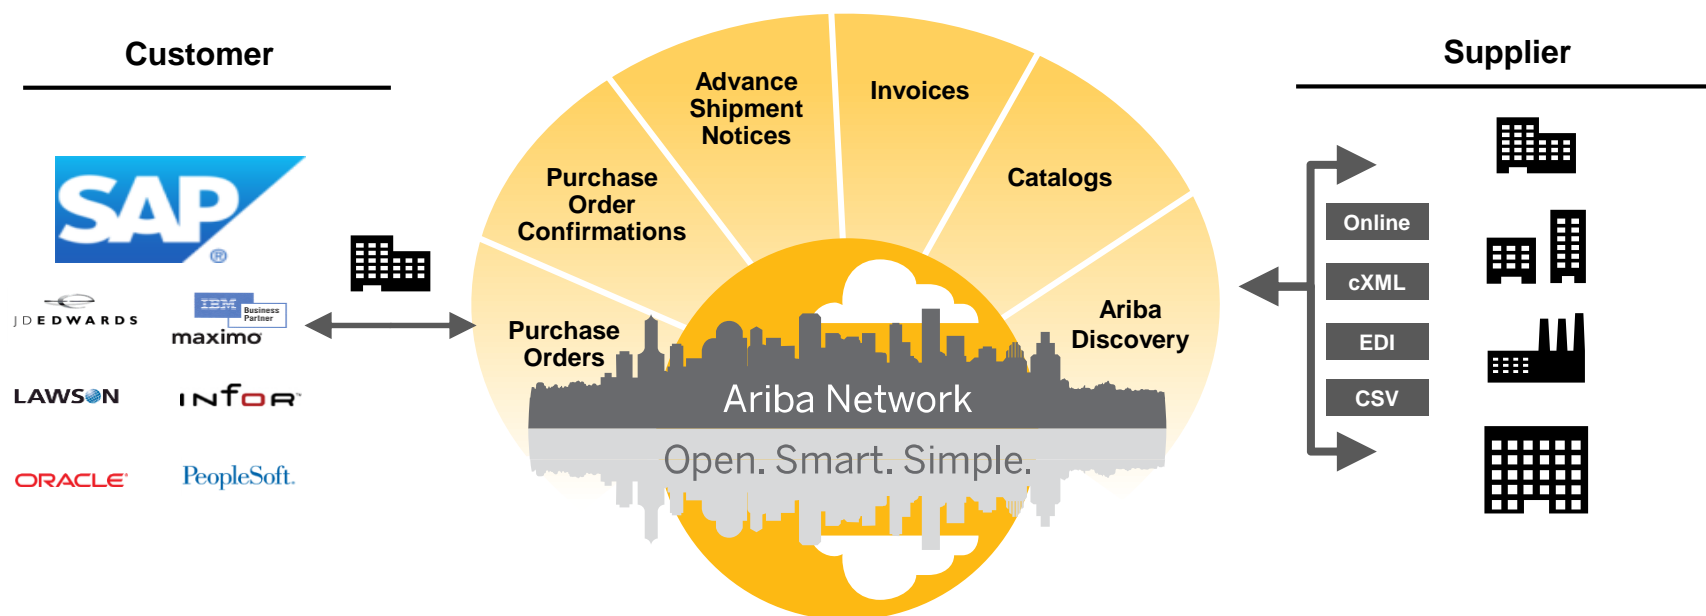 Customer
SAP
®
JDEDWARDS
IBM
Business
Partner
maximo
LAWSON
INFOR™
ORACLE®
PeopleSoft.
Purchase
Orders
Purchase
Order
Confirmations
Advance
Shipment
Notices
Invoices
Catalogs
Ariba
Discovery
Ariba Network
Open. Smart. Simple.
Supplier
Online
cXML
EDI
CSV